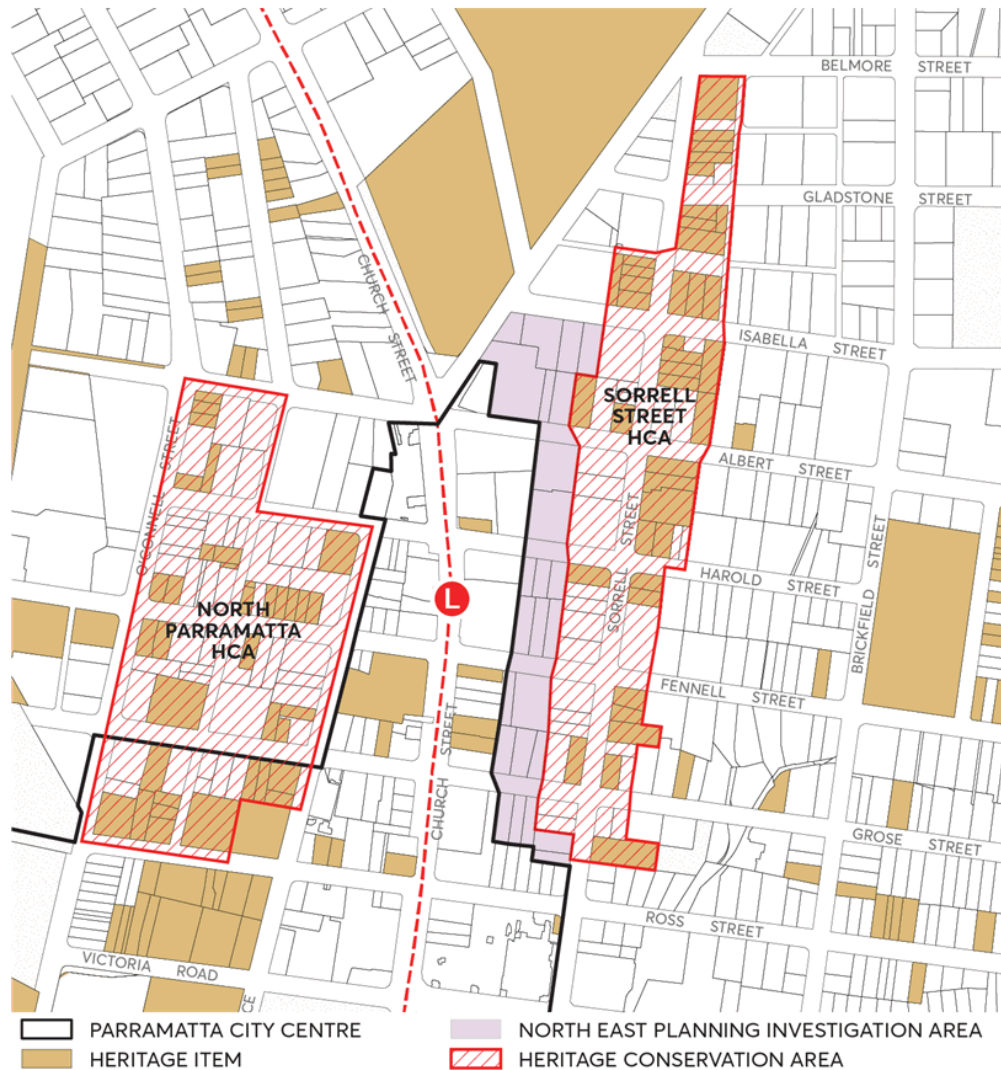 BELMORE STREET
GLADSTONE STREET
CHURCH STREET
ISABELLA STREET
SORRELL
STREET
HCA
O'CONNELL STREET
ALBERT STREET
SORRELL STREET
HAROLD STREET
BRICKFIELD STREET
L
NORTH
PARRAMATTA
HCA
FENNELL STREET
CHURCH STREET
GROSE STREET
ROSS STREET
VICTORIA ROAD
PARRAMATTA CITY CENTRE
NORTH EAST PLANNING INVESTIGATION AREA
HERITAGE ITEM
HERITAGE CONSERVATION AREA